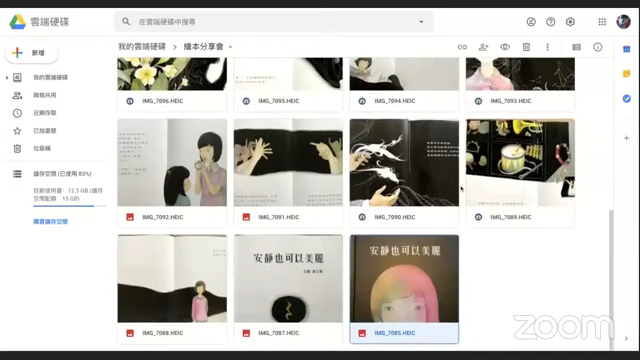 雲端硬碟
在雲端硬碟中搜尋
新增
我的雲端硬碟 > 繪本分享會
我的雲端硬碟
與我共用
近期存取
已加星號
垃圾桶
儲存空間 (已使用 83%)
目前使用量：12.5 GB (儲存
空間配額：15 GB)
購買儲存空間
IMG_7096.HEIC
IMG_7095.HEIC
IMG_7094.HEIC
IMG_7093.HEIC
IMG_7092.HEIC
IMG_7091.HEIC
IMG_7090.HEIC
IMG_7089.HEIC
安靜也可以美麗
安靜也可以美麗
IMG_7088.HEIC
IMG_7087.HEIC
IMG_7085.HEIC
zoom